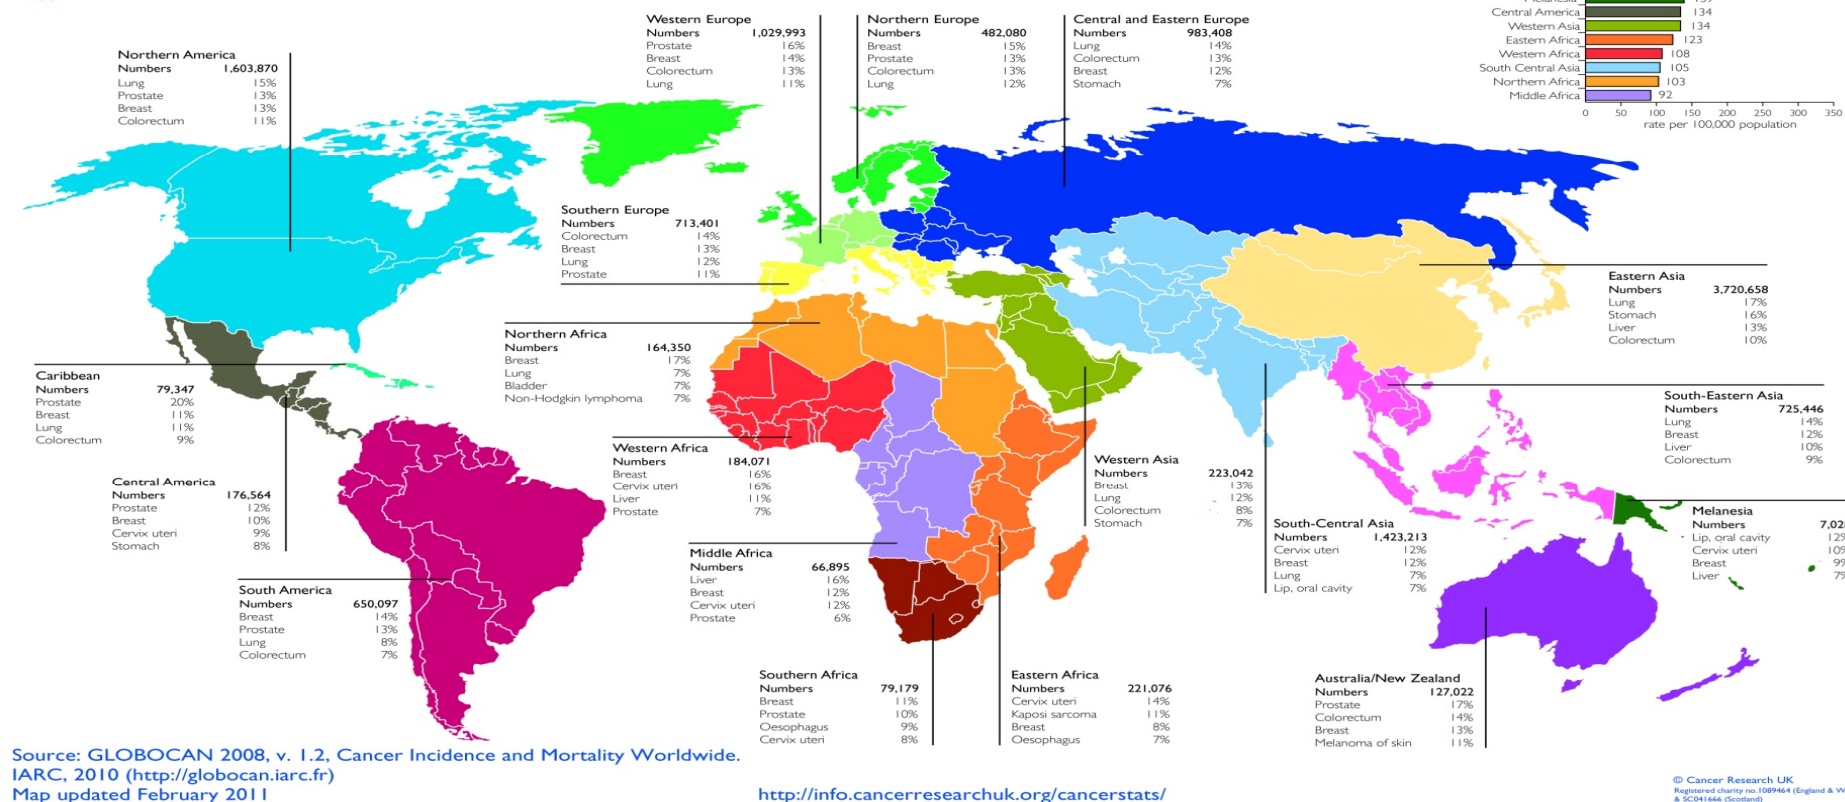 Northern America
Numbers 1,603,870
Lung 15%
Prostate 13%
Breast 13%
Colorectum 11%
Western Europe
Numbers 1,029,993
Prostate 16%
Breast 14%
Colorectum 13%
Lung 11%
Northern Europe
Numbers 482,080
Breast 15%
Prostate 13%
Colorectum 13%
Lung 12%
Central and Eastern Europe
Numbers 983,408
Lung 14%
Colorectum 13%
Breast 12%
Stomach 7%
Central America 134
Western Asia 134
Eastern Africa 123
Western Africa 108
South Central Asia 105
Northern Africa 103
Middle Africa 92
0 50 100 150 200 250 300 350
rate per 100,000 population
Southern Europe
Numbers 713,401
Colorectum 14%
Breast 13%
Lung 12%
Prostate 11%
Eastern Asia
Numbers 3,720,658
Lung 17%
Stomach 16%
Liver 13%
Colorectum 10%
Northern Africa
Numbers 164,350
Breast 17%
Lung 7%
Bladder 7%
Non-Hodgkin lymphoma 7%
Caribbean
Numbers 79,347
Prostate 20%
Breast 11%
Lung 11%
Colorectum 9%
South-Eastern Asia
Numbers 725,446
Lung 14%
Breast 12%
Liver 10%
Colorectum 9%
Western Africa
Numbers 184,071
Breast 16%
Cervix uteri 16%
Liver 11%
Prostate 7%
Western Asia
Numbers 223,042
Breast 13%
Lung 12%
Colorectum 8%
Stomach 7%
Central America
Numbers 176,564
Prostate 12%
Breast 10%
Cervix uteri 9%
Stomach 8%
South-Central Asia
Numbers 1,423,213
Cervix uteri 12%
Breast 12%
Lung 7%
Lip, oral cavity 7%
Melanesia
Numbers
Lip, oral cavity 12%
Cervix uteri 10%
Breast 9%
Liver 7%
Middle Africa
Numbers 66,895
Liver 16%
Breast 12%
Cervix uteri 12%
Prostate 6%
South America
Numbers 650,097
Breast 14%
Prostate 13%
Lung 8%
Colorectum 7%
Southern Africa
Numbers 79,179
Breast 11%
Prostate 10%
Oesophagus 9%
Cervix uteri 8%
Eastern Africa
Numbers 221,076
Cervix uteri 14%
Kaposi sarcoma 11%
Breast 8%
Oesophagus 7%
Australia/New Zealand
Numbers 127,022
Prostate 17%
Colorectum 14%
Breast 13%
Melanoma of skin 11%
Source: GLOBOCAN 2008, v. 1.2, Cancer Incidence and Mortality Worldwide.
IARC, 2010 (http://globocan.iarc.fr)
Map updated February 2011
http://info.cancerresearchuk.org/cancerstats/
© Cancer Research UK
Registered charity no.1089464 (England &
& SC041666 (Scotland)